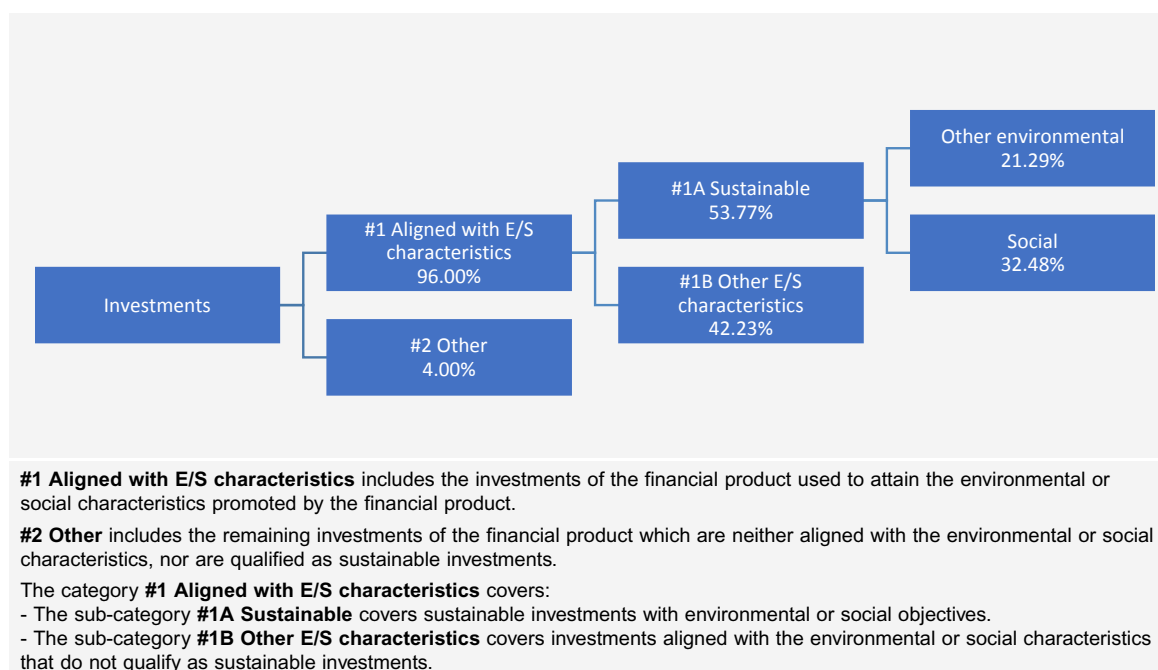 Investments
#1 Aligned with E/S
characteristics
96.00%
#2 Other
4.00%
#1A Sustainable
53.77%
#1B Other E/S
characteristics
42.23%
Other environmental
21.29%
Social
32.48%
#1 Aligned with E/S characteristics includes the investments of the financial product used to attain the environmental or
social characteristics promoted by the financial product.
#2 Other includes the remaining investments of the financial product which are neither aligned with the environmental or social
characteristics, nor are qualified as sustainable investments.
The category #1 Aligned with E/S characteristics covers:
- The sub-category #1A Sustainable covers sustainable investments with environmental or social objectives.
- The sub-category #1B Other E/S characteristics covers investments aligned with the environmental or social characteristics
that do not qualify as sustainable investments.